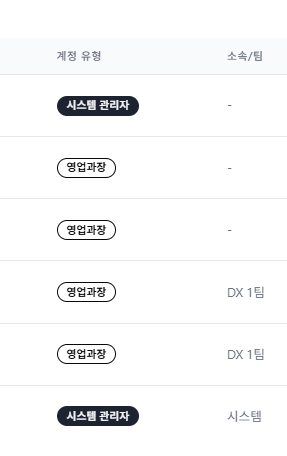 계정 유형 소속/팀
시스템 관리자 -
영업과장 -
영업과장 -
영업과장 DX 1팀
영업과장 DX 1팀
시스템 관리자 시스템